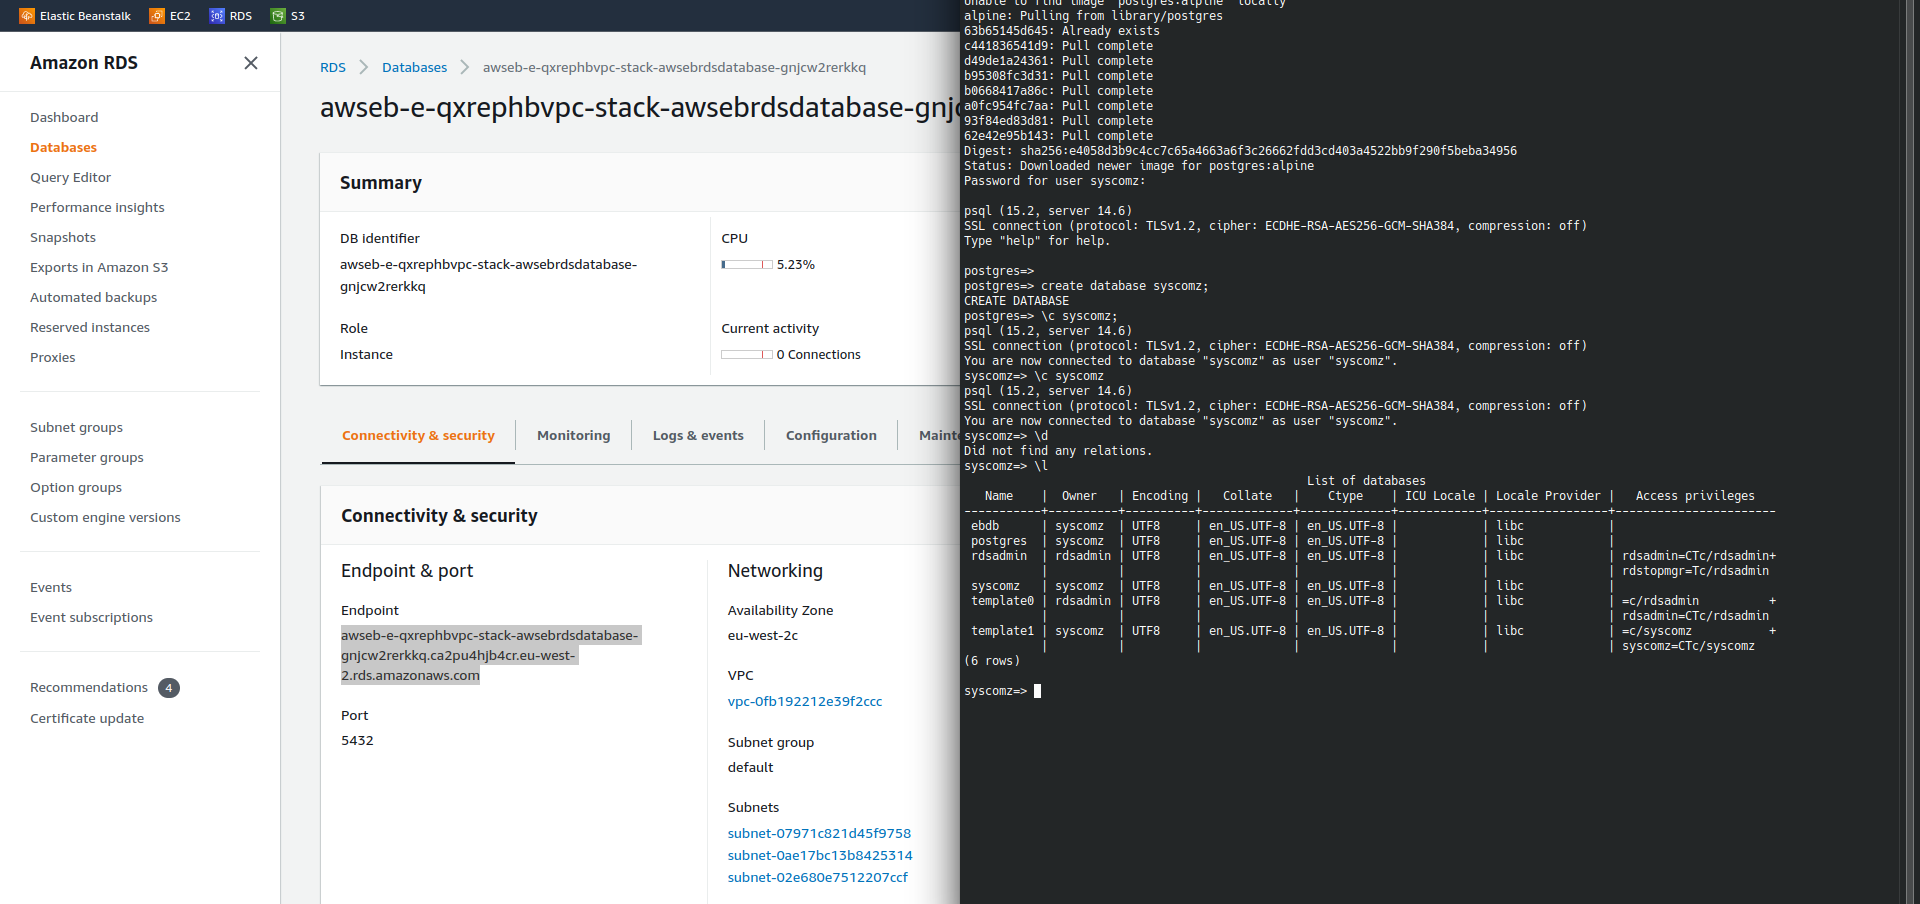 Elastic Beanstalk EC2 RDS S3
Amazon RDS
Dashboard
Databases
Query Editor
Performance insights
Snapshots
Exports in Amazon S3
Automated backups
Reserved instances
Proxies
Subnet groups
Parameter groups
Option groups
Custom engine versions
Events
Event subscriptions
Recommendations 4
Certificate update
RDS Databases awseb-e-qxrephbvpc-stack-awsebrdsdatabase-gnjcw2rerkkq
awseb-e-qxrephbvpc-stack-awsebrdsdatabase-gnjc
Summary
DB identifier
awseb-e-qxrephbvpc-stack-awsebrdsdatabase-
gnjcw2rerkkq
CPU
5.23%
Role
Instance
Current activity
0 Connections
Connectivity & security Monitoring Logs & events Configuration Mainte
Connectivity & security
Endpoint & port
Endpoint
awseb-e-qxrephbvpc-stack-awsebrdsdatabase-
gnjcw2rerkkq.ca2pu4hjb4cr.eu-west-
2.rds.amazonaws.com
Port
5432
Networking
Availability Zone
eu-west-2c
VPC
vpc-0fb192212e39f2ccc
Subnet group
default
Subnets
subnet-07971c821d45f9758
subnet-0ae17bc13b8425314
subnet-02e680e7512207ccf
Unable to find image 'postgres:alpine' locally
alpine: Pulling from library/postgres
63b65145d645: Already exists
c441836541d9: Pull complete
d49de1a24361: Pull complete
b95308fc3d31: Pull complete
b0668417a86c: Pull complete
a0fc954fc7aa: Pull complete
93f84ed83d81: Pull complete
62e42e95b143: Pull complete
Digest: sha256:e4058d3b9c4cc7c65a4663a6f3c26662fdd3cd403a4522bb9f290f5beba34956
Status: Downloaded newer image for postgres:alpine
Password for user syscomz:
psql (15.2, server 14.6)
SSL connection (protocol: TLSv1.2, cipher: ECDHE-RSA-AES256-GCM-SHA384, compression: off)
Type "help" for help.
postgres=>
postgres=> create database syscomz;
CREATE DATABASE
postgres=> \c syscomz;
psql (15.2, server 14.6)
SSL connection (protocol: TLSv1.2, cipher: ECDHE-RSA-AES256-GCM-SHA384, compression: off)
You are now connected to database "syscomz" as user "syscomz".
syscomz=> \c syscomz
psql (15.2, server 14.6)
SSL connection (protocol: TLSv1.2, cipher: ECDHE-RSA-AES256-GCM-SHA384, compression: off)
You are now connected to database "syscomz" as user "syscomz".
syscomz=> \d
Did not find any relations.
syscomz=> \l
List of databases
Name | Owner | Encoding | Collate | Ctype | ICU Locale | Locale Provider | Access privileges
-----------+----------+----------+-------------+-------------+------------+-----------------+-----------------------
ebdb | syscomz | UTF8 | en_US.UTF-8 | en_US.UTF-8 | | libc |
postgres | syscomz | UTF8 | en_US.UTF-8 | en_US.UTF-8 | | libc |
rdsadmin | rdsadmin | UTF8 | en_US.UTF-8 | en_US.UTF-8 | | libc | rdsadmin=CTc/rdsadmin+
| | | | | | | rdstopmgr=Tc/rdsadmin
syscomz | syscomz | UTF8 | en_US.UTF-8 | en_US.UTF-8 | | libc |
template0 | rdsadmin | UTF8 | en_US.UTF-8 | en_US.UTF-8 | | libc | =c/rdsadmin +
| | | | | | | rdsadmin=CTc/rdsadmin
template1 | syscomz | UTF8 | en_US.UTF-8 | en_US.UTF-8 | | libc | =c/syscomz +
| | | | | | | syscomz=CTc/syscomz
(6 rows)
syscomz=>